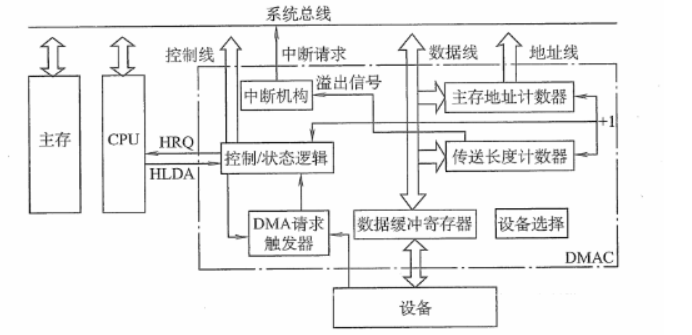 系统总线
控制线
中断请求
数据线
地址线
中断机构
溢出信号
主存地址计数器
+1
主存
CPU
HRQ
HLDA
控制/状态逻辑
传送长度计数器
DMA请求
触发器
数据缓冲寄存器
设备选择
DMAC
设备